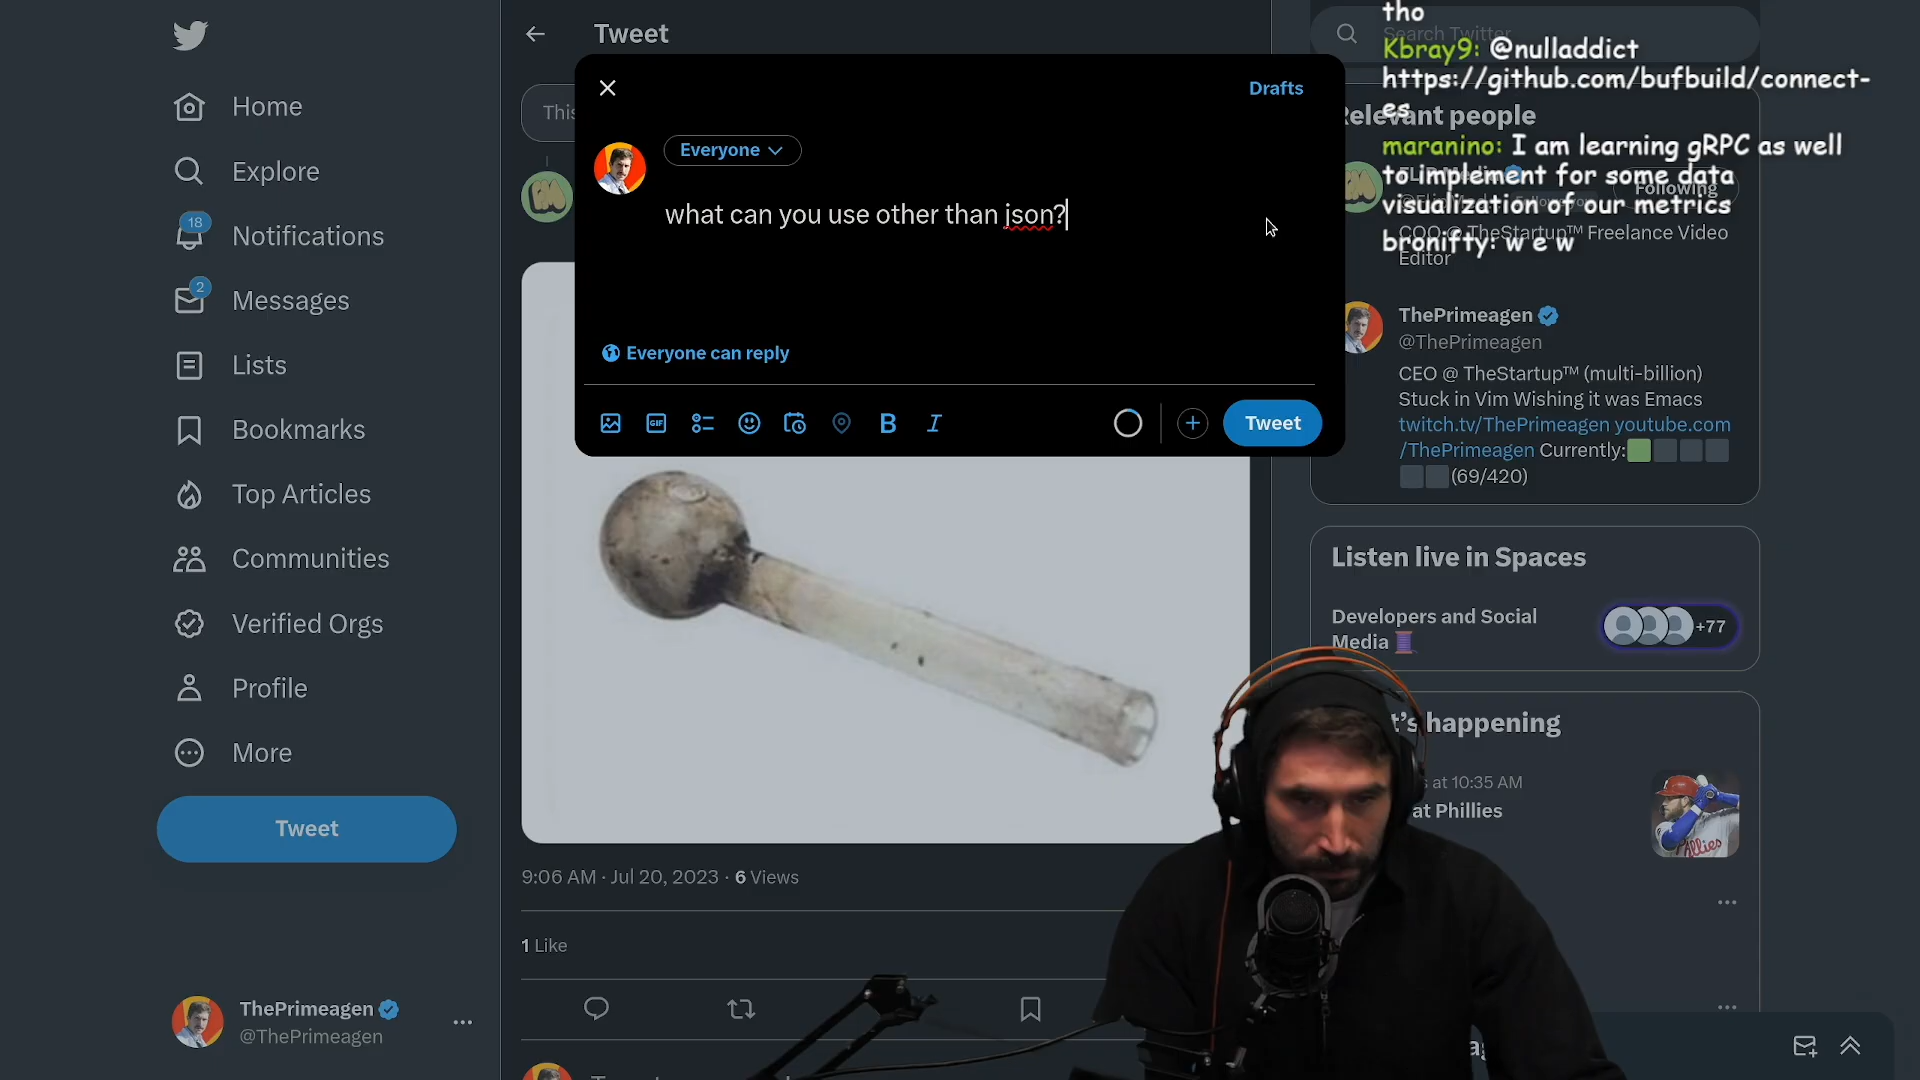 Home
Explore
18
Notifications
2
Messages
Lists
Bookmarks
Top Articles
Communities
Verified Orgs
Profile
More
Tweet
ThePrimeagen
@ThePrimeagen
Tweet
This
Drafts
Everyone
what can you use other than json?
Everyone can reply
GIF
B I
Tweet
9:06 AM · Jul 20, 2023 · 6 Views
1 Like
Search Twitter
tho
Kbray9: @nulladdict
https://github.com/bufbuild/connect-
es
maranino: I am learning gRPC as well
to implement for some data
visualization of our metrics
bronifty: w e w
Relevant people
Following
COO @ TheStartup™ Freelance Video
Editor
ThePrimeagen
@ThePrimeagen
CEO @ TheStartup™ (multi-billion)
Stuck in Vim Wishing it was Emacs
twitch.tv/ThePrimeagen youtube.com
/ThePrimeagen Currently:
(69/420)
Listen live in Spaces
Developers and Social
Media
+77
t's happening
at 10:35 AM
at Phillies
Phillies